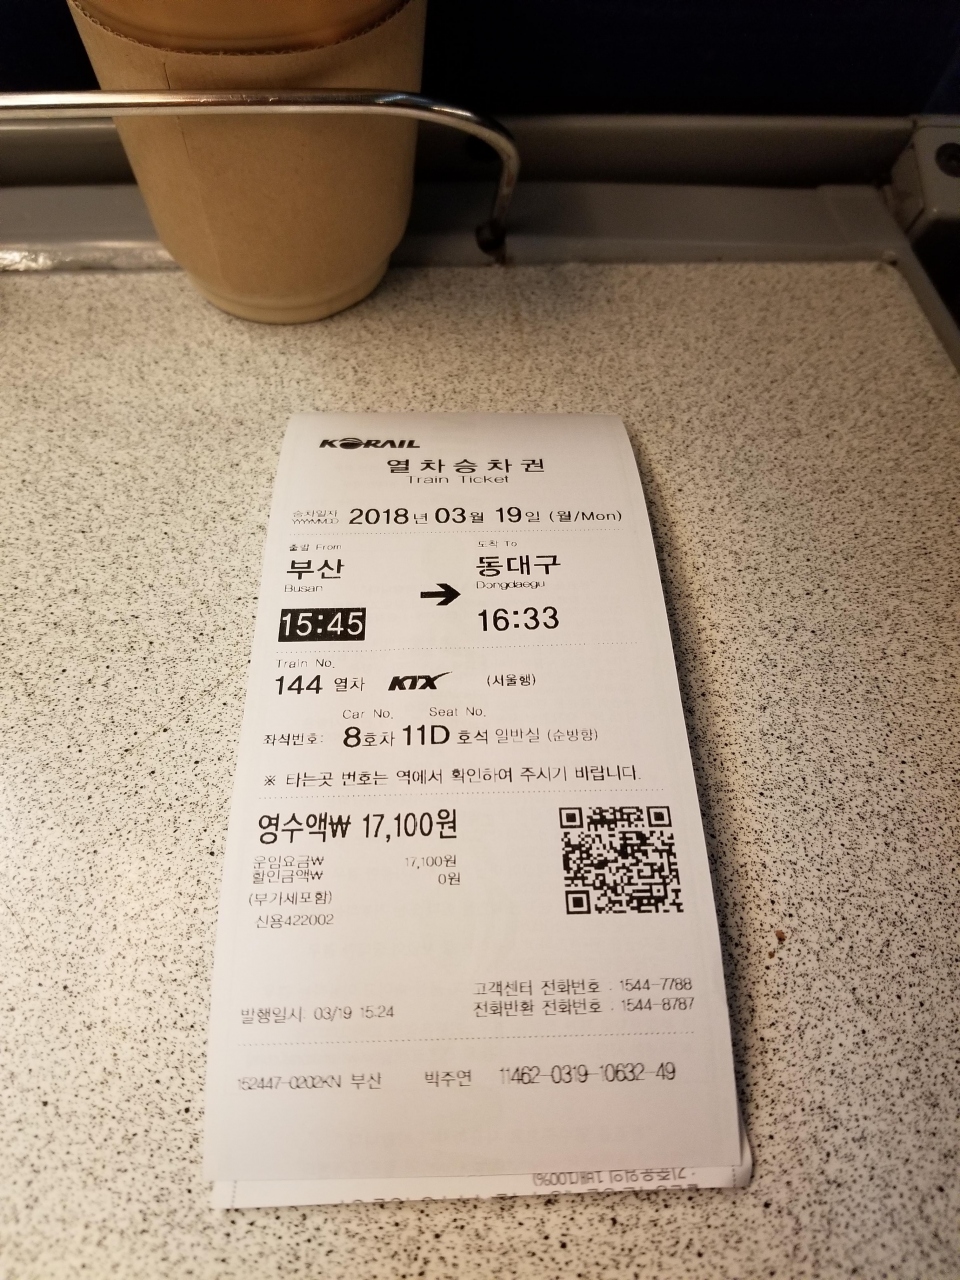 KORAIL
열차승차권
Train Ticket
승차일자 2018년 03월 19일 (월/Mon)
YYYY.MM.DD
출발 From 도착 To
부산 → 동대구
Busan Dongdaegu
15:45 16:33
Train No.
144 열차 KTX (서울행)
Car No. Seat No.
좌석번호: 8호차 11D 호석 일반실 (순방향)
※ 타는곳 번호는 역에서 확인하여 주시기 바랍니다.
영수액₩ 17,100원
운임요금₩ 17,100원
할인금액₩ 0원
(부가세포함)
신용422002
고객센터 전화번호 : 1544-7788
발행일시 03/19 15:24 전화반환 전화번호 : 1544-8787
152447-0202KN 부산 박주연 11462-0319-10632-49